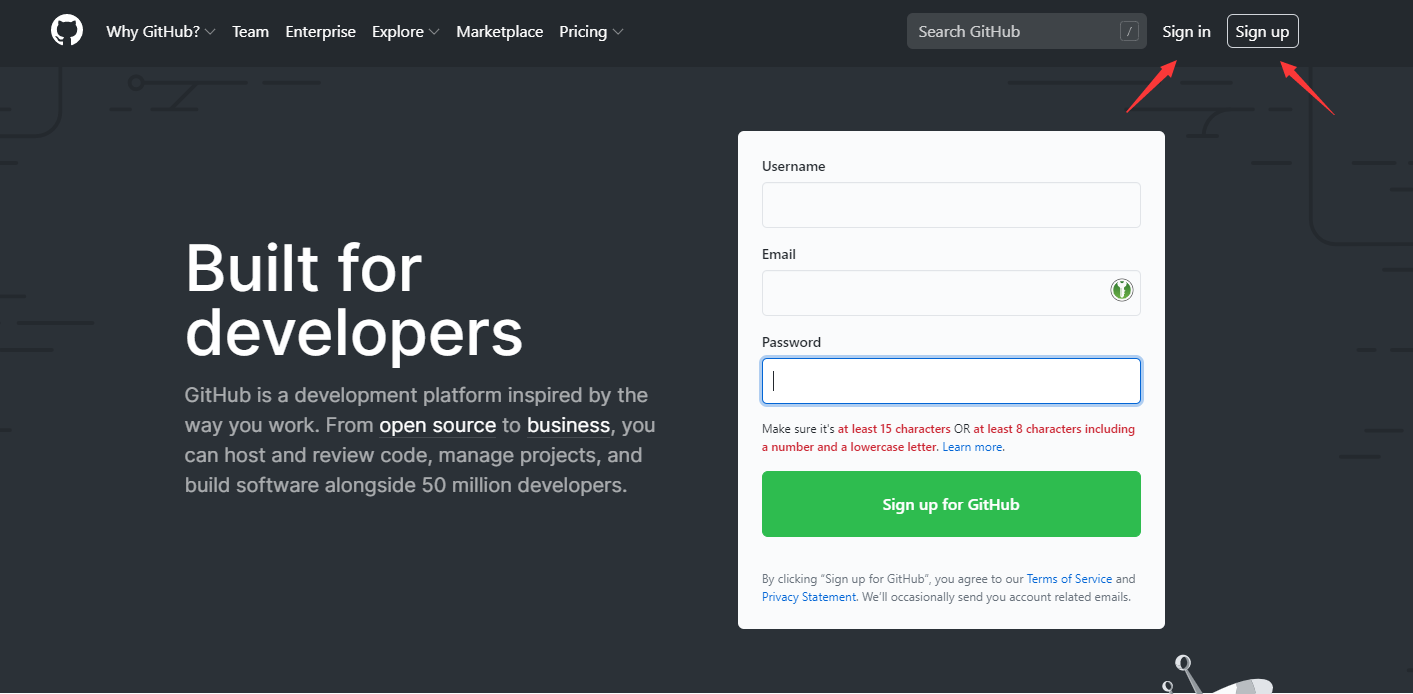 Why GitHub? Team Enterprise Explore Marketplace Pricing Search GitHub / Sign in Sign up
Built for
developers
GitHub is a development platform inspired by the
way you work. From open source to business, you
can host and review code, manage projects, and
build software alongside 50 million developers.
Username
Email
Password
Make sure it's at least 15 characters OR at least 8 characters including
a number and a lowercase letter. Learn more.
Sign up for GitHub
By clicking “Sign up for GitHub”, you agree to our Terms of Service and
Privacy Statement. We’ll occasionally send you account related emails.